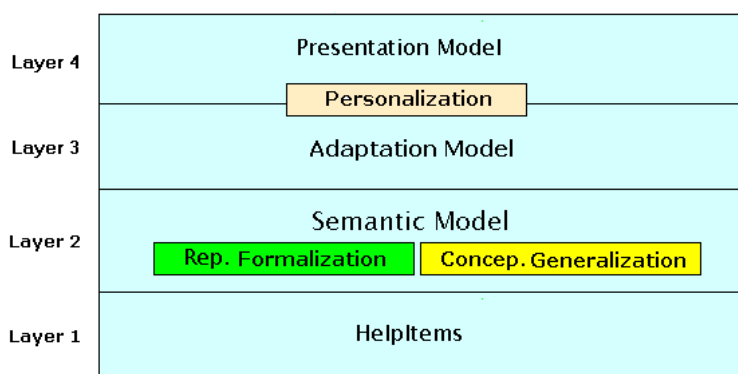 Presentation Model
Layer 4
Personalization
Layer 3
Adaptation Model
Semantic Model
Layer 2
Rep. Formalization
Concep. Generalization
Layer 1
HelpItems